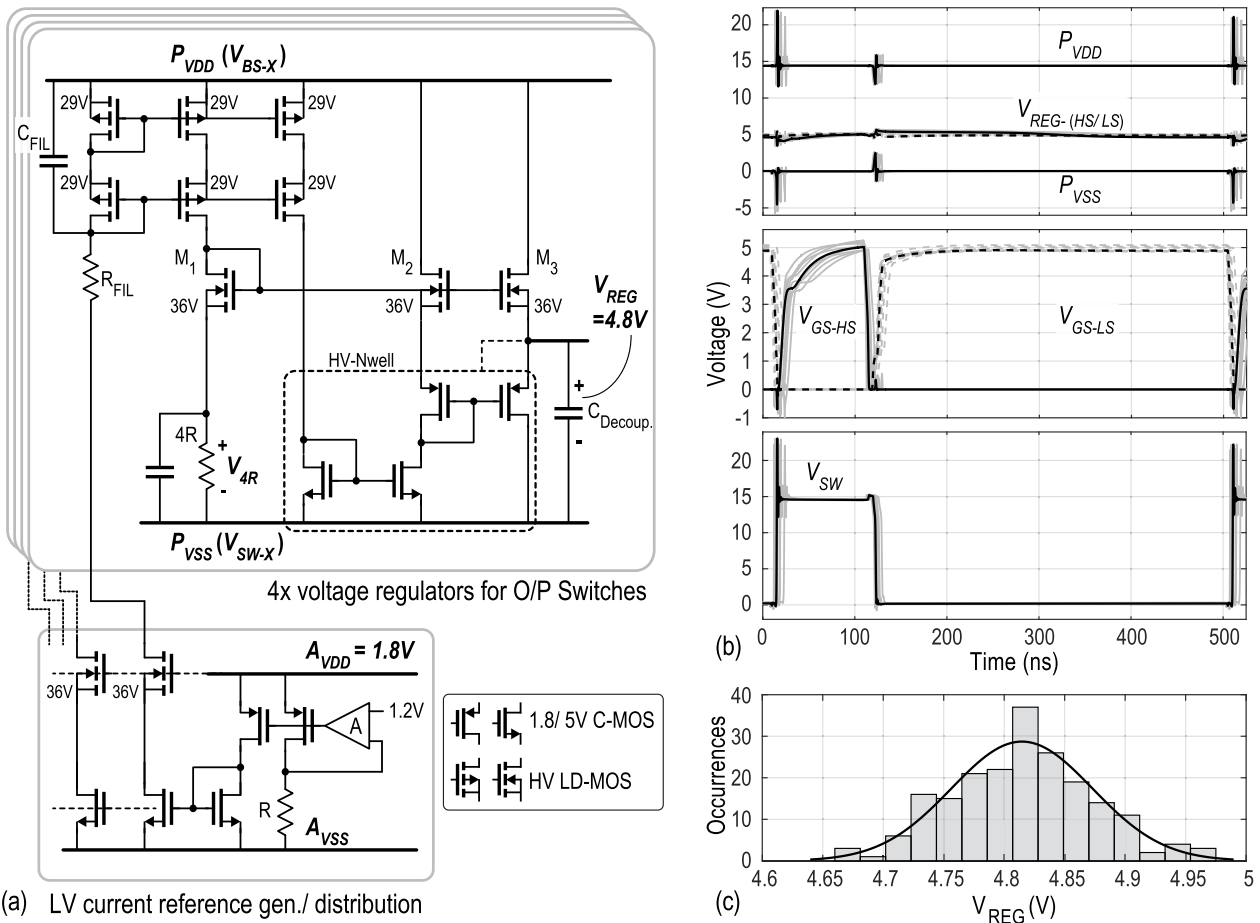 P_VDD (V_BS-X)
29V
29V
29V
C_FIL
29V
29V
29V
M_1
M_2
M_3
R_FIL
36V
36V
36V
V_REG
=4.8V
HV-Nwell
+
C_Decoup.
-
4R
+
V_4R
-
P_VSS (V_SW-X)
4x voltage regulators for O/P Switches
A_VDD = 1.8V
36V
36V
A
1.2V
R
A_VSS
1.8/ 5V C-MOS
HV LD-MOS
(a) LV current reference gen./ distribution
20
15
10
5
0
-5
P_VDD
V_REG- (HS/ LS)
P_VSS
Voltage (V)
5
4
3
2
1
0
-1
V_GS-HS
V_GS-LS
20
15
10
5
0
V_SW
0 100 200 300 400 500
Time (ns)
(b)
Occurrences
40
30
20
10
0
4.6 4.65 4.7 4.75 4.8 4.85 4.9 4.95 5
V_REG (V)
(c)